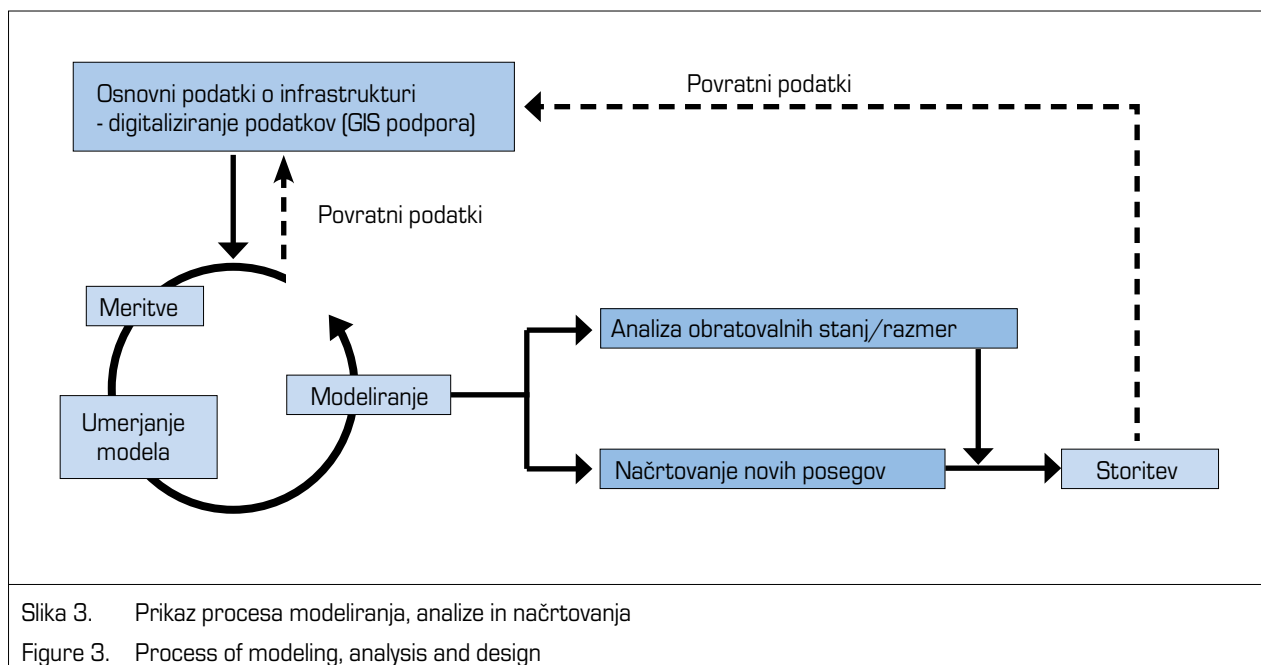 Osnovni podatki o infrastrukturi
- digitaliziranje podatkov (GIS podpora)
Povratni podatki
Povratni podatki
Meritve
Umerjanje
modela
Modeliranje
Analiza obratovalnih stanj/razmer
Načrtovanje novih posegov
Storitev
Slika 3. Prikaz procesa modeliranja, analize in načrtovanja
Figure 3. Process of modeling, analysis and design